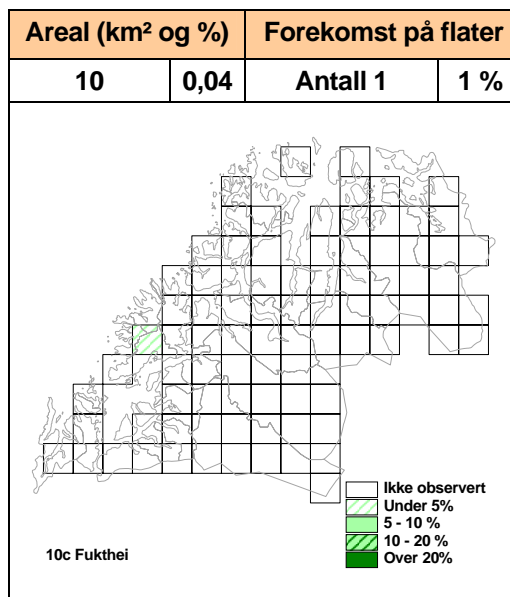 Areal (km² og %) Forekomst på flater
10 0,04 Antall 1 1 %
Ikke observert
Under 5%
5 - 10 %
10 - 20 %
Over 20%
10c Fukthei